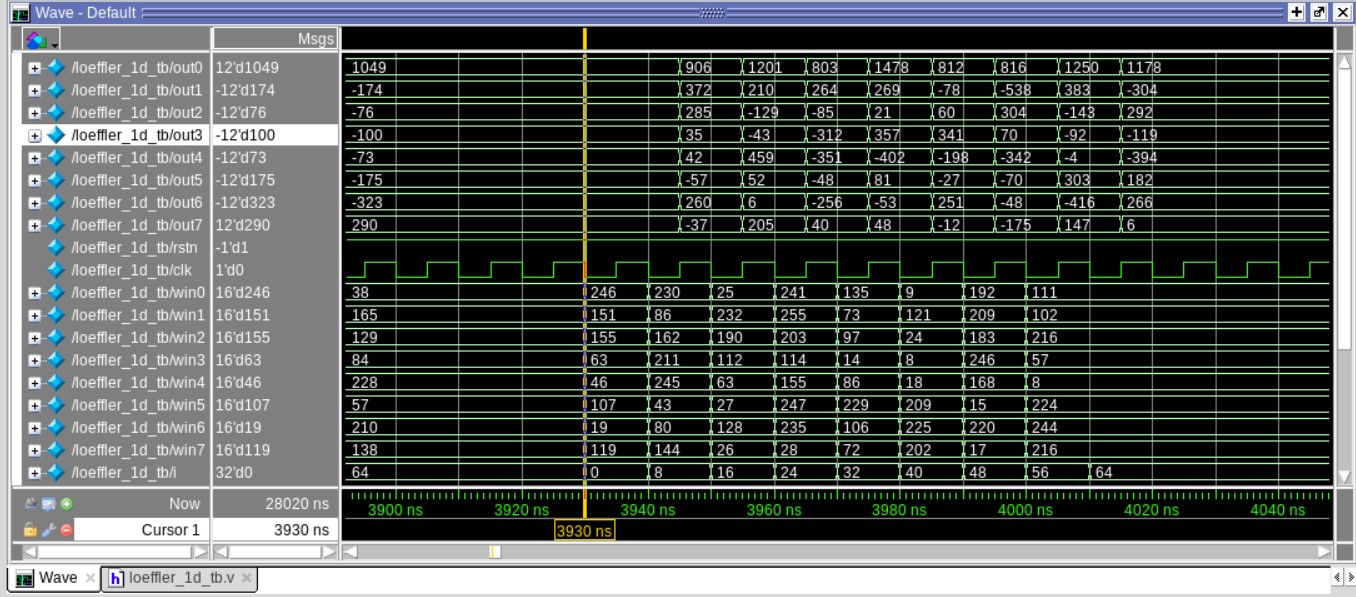 Wave - Default
Msgs
/loeffler_1d_tb/out0 12'd1049 1049 906 1201 803 1478 812 816 1250 1178
/loeffler_1d_tb/out1 -12'd174 -174 372 210 264 269 -78 -538 383 -304
/loeffler_1d_tb/out2 -12'd76 -76 285 -129 -85 21 60 304 -143 292
/loeffler_1d_tb/out3 -12'd100 -100 35 -43 -312 357 341 70 -92 -119
/loeffler_1d_tb/out4 -12'd73 -73 42 459 -351 -402 -198 -342 -4 -394
/loeffler_1d_tb/out5 -12'd175 -175 -57 52 -48 81 -27 -70 303 182
/loeffler_1d_tb/out6 -12'd323 -323 260 6 -256 -53 251 -48 -416 266
/loeffler_1d_tb/out7 12'd290 290 -37 205 40 48 -12 -175 147 6
/loeffler_1d_tb/rstn -1'd1
/loeffler_1d_tb/clk 1'd0
/loeffler_1d_tb/win0 16'd246 38 246 230 25 241 135 9 192 111
/loeffler_1d_tb/win1 16'd151 165 151 86 232 255 73 121 209 102
/loeffler_1d_tb/win2 16'd155 129 155 162 190 203 97 24 183 216
/loeffler_1d_tb/win3 16'd63 84 63 211 112 114 14 8 246 57
/loeffler_1d_tb/win4 16'd46 228 46 245 63 155 86 18 168 8
/loeffler_1d_tb/win5 16'd107 57 107 43 27 247 229 209 15 224
/loeffler_1d_tb/win6 16'd19 210 19 80 128 235 106 225 220 244
/loeffler_1d_tb/win7 16'd119 138 119 144 26 28 72 202 17 216
/loeffler_1d_tb/i 32'd0 64 0 8 16 24 32 40 48 56 64
Now 28020 ns 3900 ns 3920 ns 3940 ns 3960 ns 3980 ns 4000 ns 4020 ns 4040 ns
Cursor 1 3930 ns 3930 ns
Wave loeffler_1d_tb.v